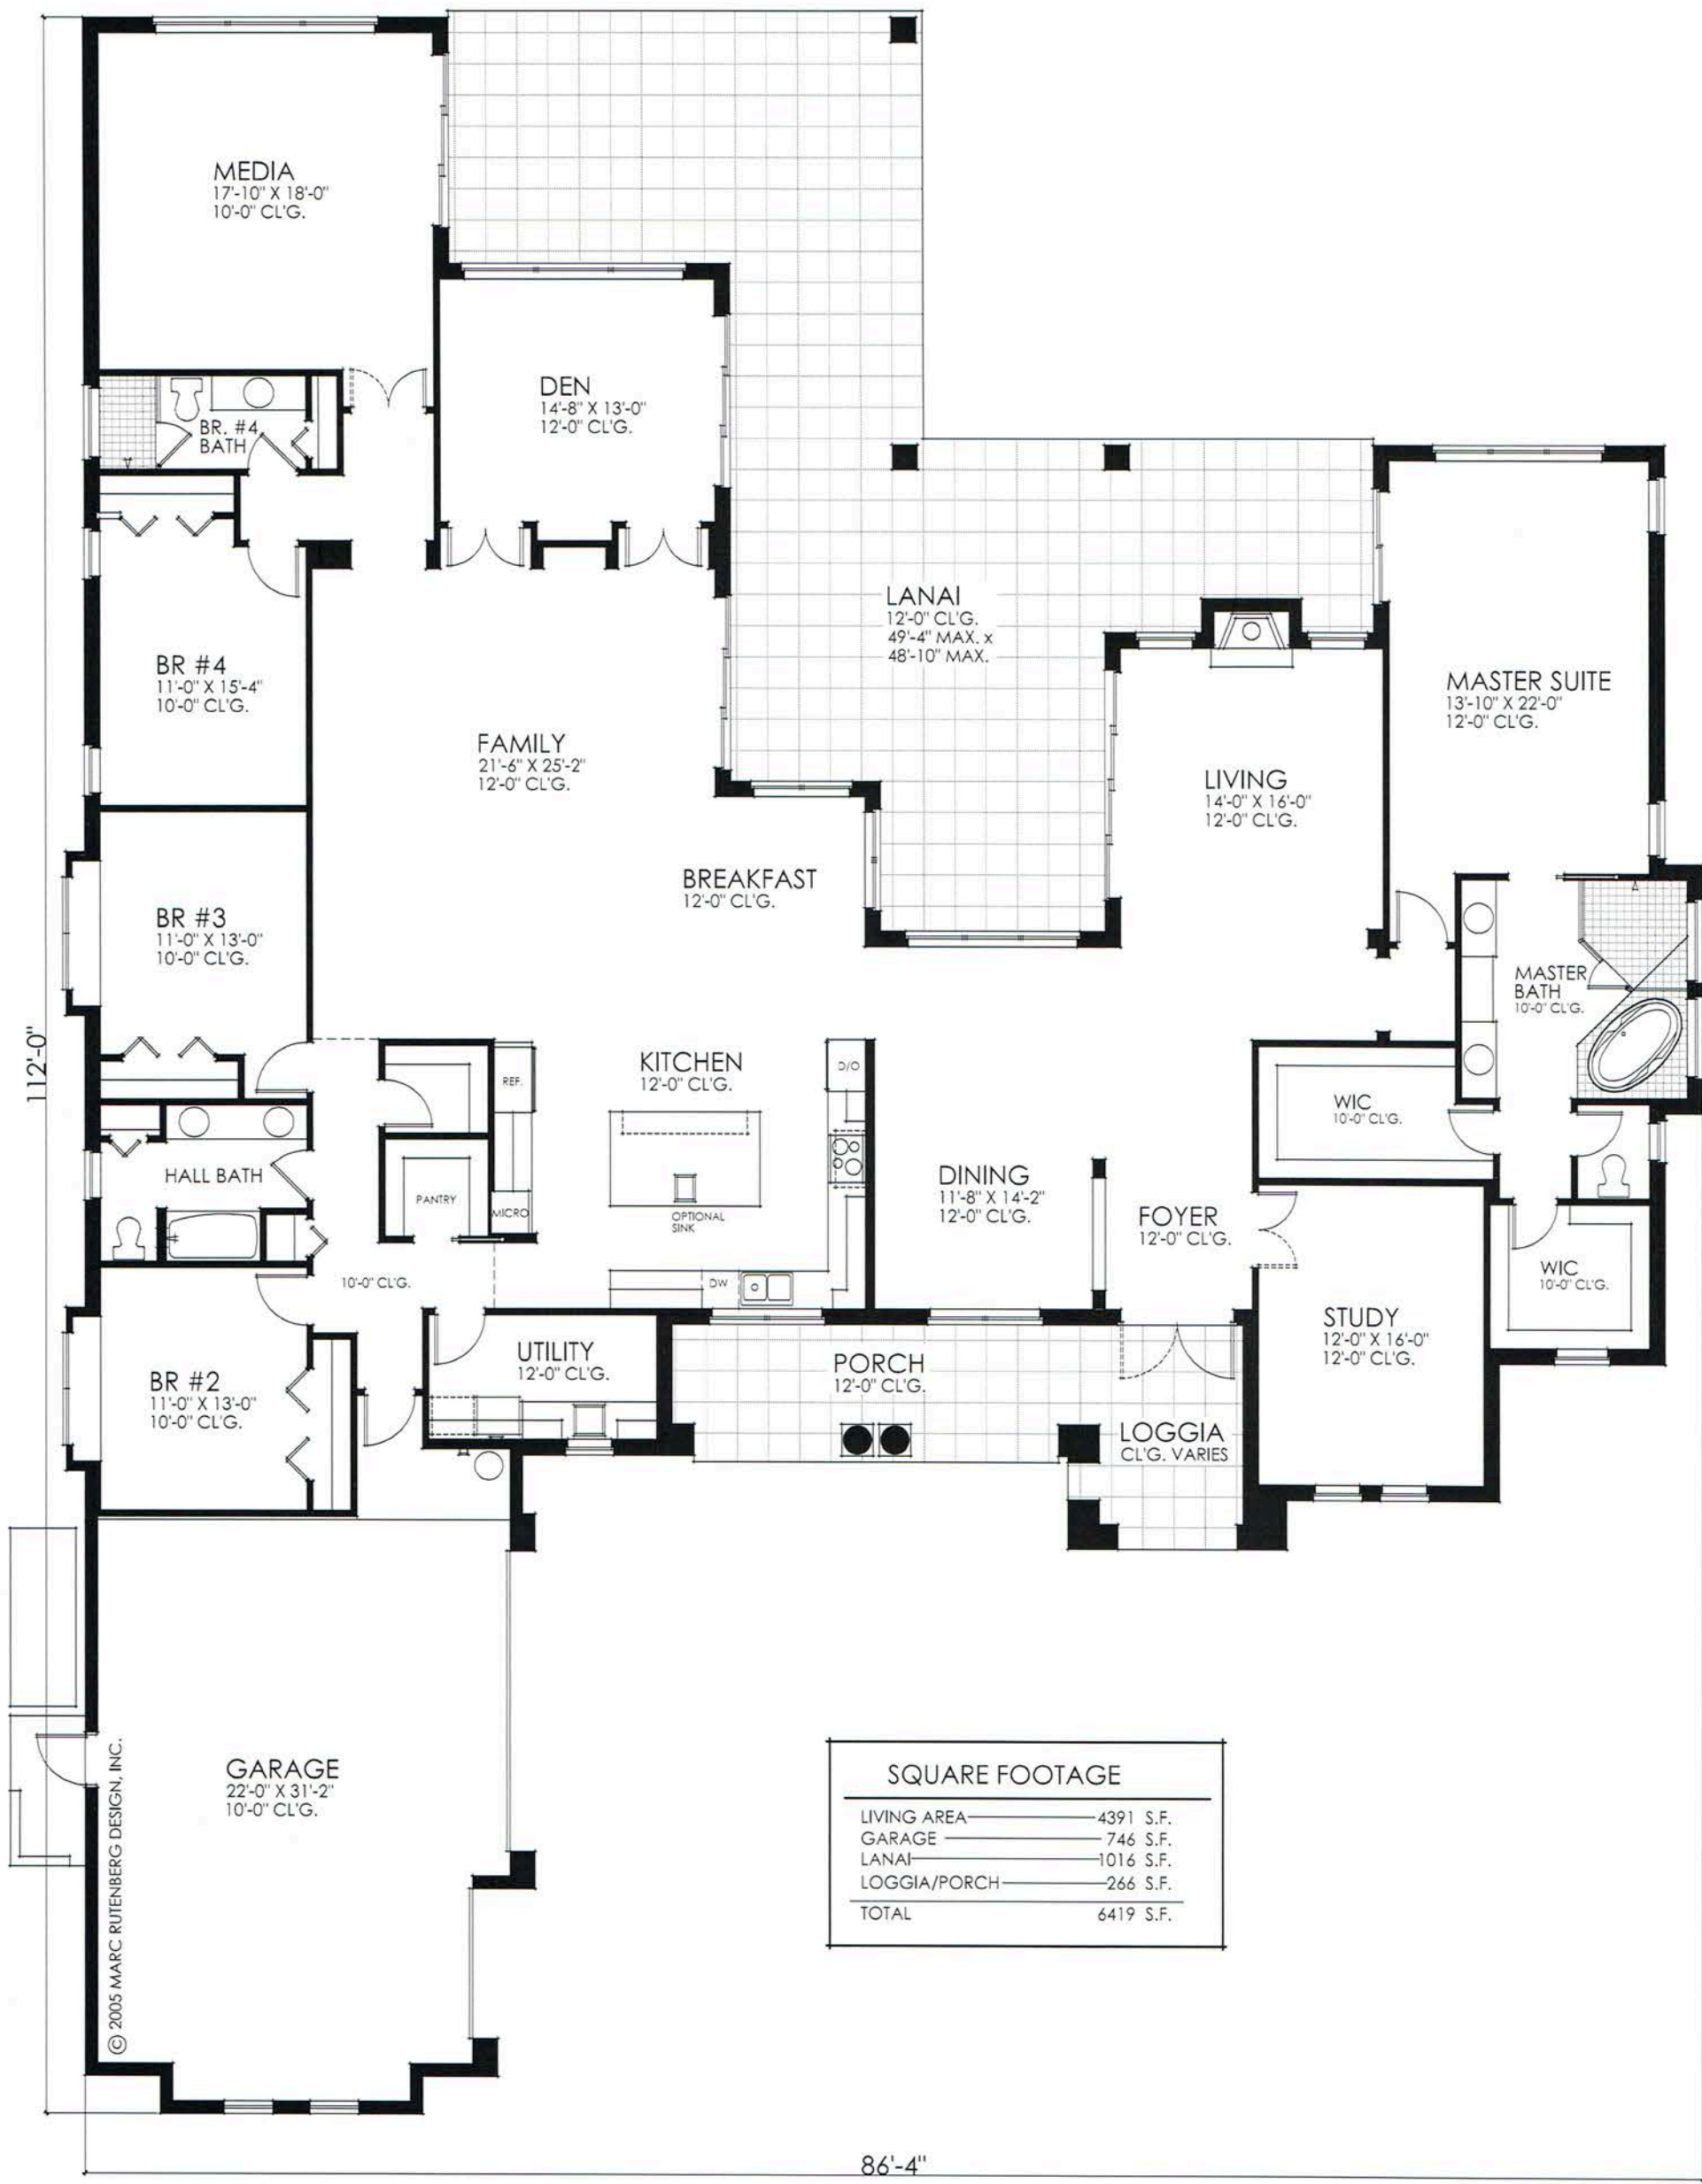 MEDIA
17'-10" X 18'-0"
10'-0" CL'G.
DEN
14'-8" X 13'-0"
12'-0" CL'G.
BR. #4
BATH
LANAI
12'-0" CL'G.
49'-4" MAX. x
48'-10" MAX.
BR #4
11'-0" X 15'-4"
10'-0" CL'G.
MASTER SUITE
13'-10" X 22'-0"
12'-0" CL'G.
FAMILY
21'-6" X 25'-2"
12'-0" CL'G.
LIVING
14'-0" X 16'-0"
12'-0" CL'G.
BREAKFAST
12'-0" CL'G.
BR #3
11'-0" X 13'-0"
10'-0" CL'G.
MASTER
BATH
10'-0" CL'G.
112'-0"
KITCHEN
12'-0" CL'G.
REF.
D/O
WIC
10'-0" CL'G.
HALL BATH
PANTRY
MICRO
OPTIONAL
SINK
DINING
11'-8" X 14'-2"
12'-0" CL'G.
FOYER
12'-0" CL'G.
WIC
10'-0" CL'G.
10'-0" CL'G.
DW
STUDY
12'-0" X 16'-0"
12'-0" CL'G.
UTILITY
12'-0" CL'G.
PORCH
12'-0" CL'G.
BR #2
11'-0" X 13'-0"
10'-0" CL'G.
LOGGIA
CL'G. VARIES
GARAGE
22'-0" X 31'-2"
10'-0" CL'G.
© 2005 MARC RUTENBERG DESIGN, INC.
SQUARE FOOTAGE
LIVING AREA 4391 S.F.
GARAGE 746 S.F.
LANAI 1016 S.F.
LOGGIA/PORCH 266 S.F.
TOTAL 6419 S.F.
86'-4"